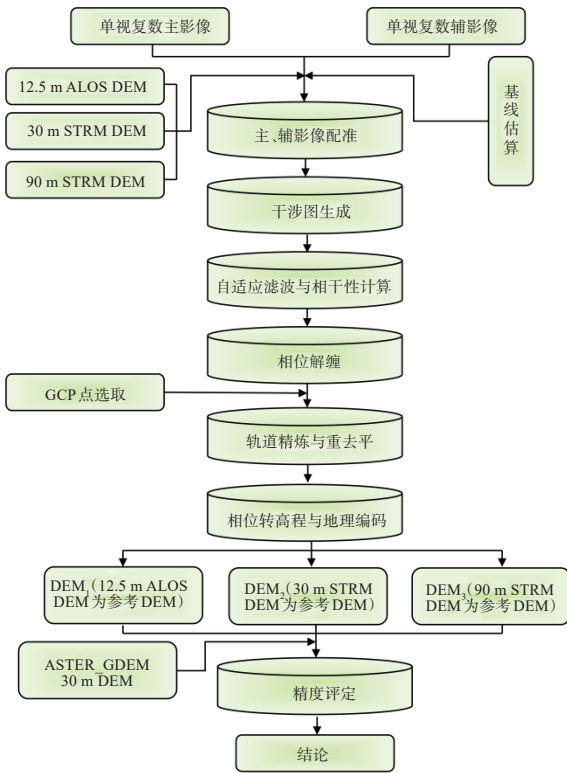 单视复数主影像
单视复数辅影像
12.5 m ALOS DEM
30 m STRM DEM
90 m STRM DEM
基
线
估
算
主、辅影像配准
干涉图生成
自适应滤波与相干性计算
相位解缠
GCP点选取
轨道精炼与重去平
相位转高程与地理编码
DEM₁(12.5 m ALOS
DEM为参考DEM)
DEM₂(30 m STRM
DEM为参考DEM)
DEM₃(90 m STRM
DEM为参考DEM)
ASTER_GDEM
30 m DEM
精度评定
结论